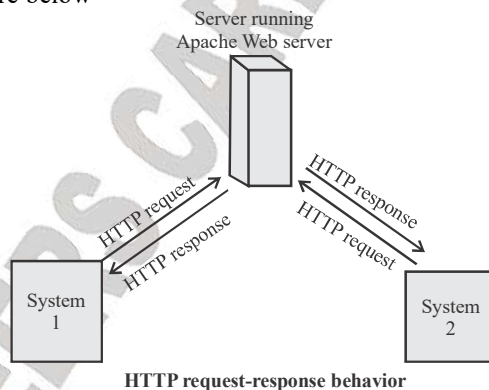 re below
Server running
Apache Web server
HTTP request
HTTP response
HTTP response
HTTP request
System
1
System
2
HTTP request-response behavior